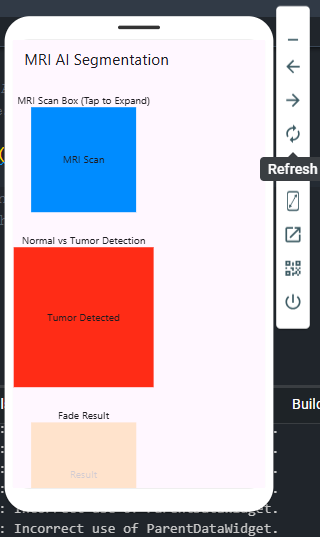 MRI AI Segmentation
MRI Scan Box (Tap to Expand)
MRI Scan
Refresh
Normal vs Tumor Detection
Tumor Detected
Build
Fade Result
Result
: Incorrect use of ParentDataWidget.
: Incorrect use of ParentDataWidget.